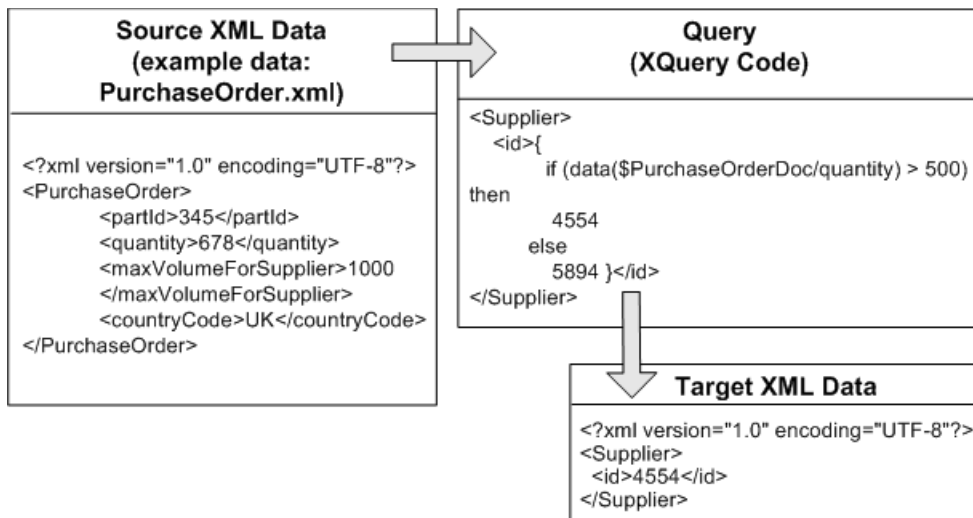 Source XML Data
(example data:
PurchaseOrder.xml)
<?xml version="1.0" encoding="UTF-8"?>
<PurchaseOrder>
<partId>345</partId>
<quantity>678</quantity>
<maxVolumeForSupplier>1000
</maxVolumeForSupplier>
<countryCode>UK</countryCode>
</PurchaseOrder>
Query
(XQuery Code)
<Supplier>
<id>{
if (data($PurchaseOrderDoc/quantity) > 500)
then
4554
else
5894 }</id>
</Supplier>
Target XML Data
<?xml version="1.0" encoding="UTF-8"?>
<Supplier>
<id>4554</id>
</Supplier>